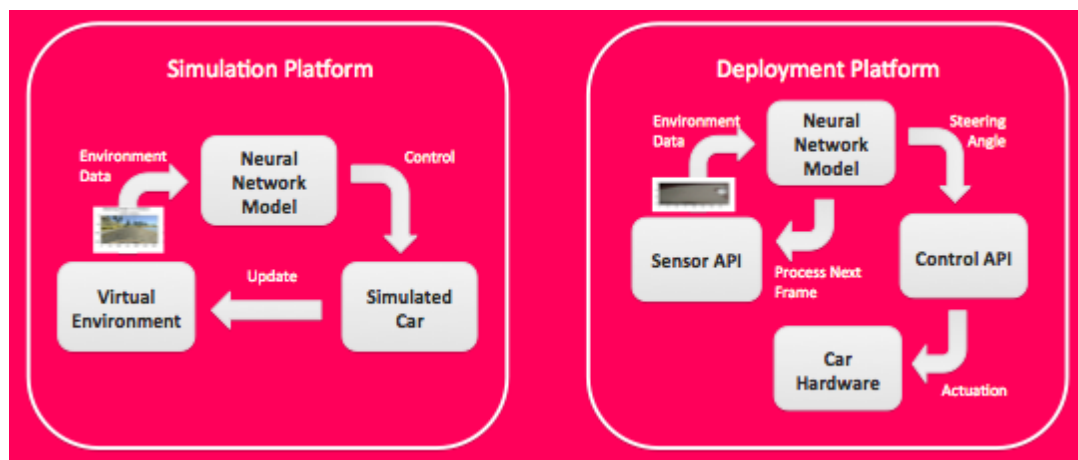 Simulation Platform
Environment
Data
Neural
Network
Model
Control
Virtual
Environment
Update
Simulated
Car
Deployment Platform
Environment
Data
Neural
Network
Model
Steering
Angle
Sensor API
Process Next
Frame
Control API
Car
Hardware
Actuation